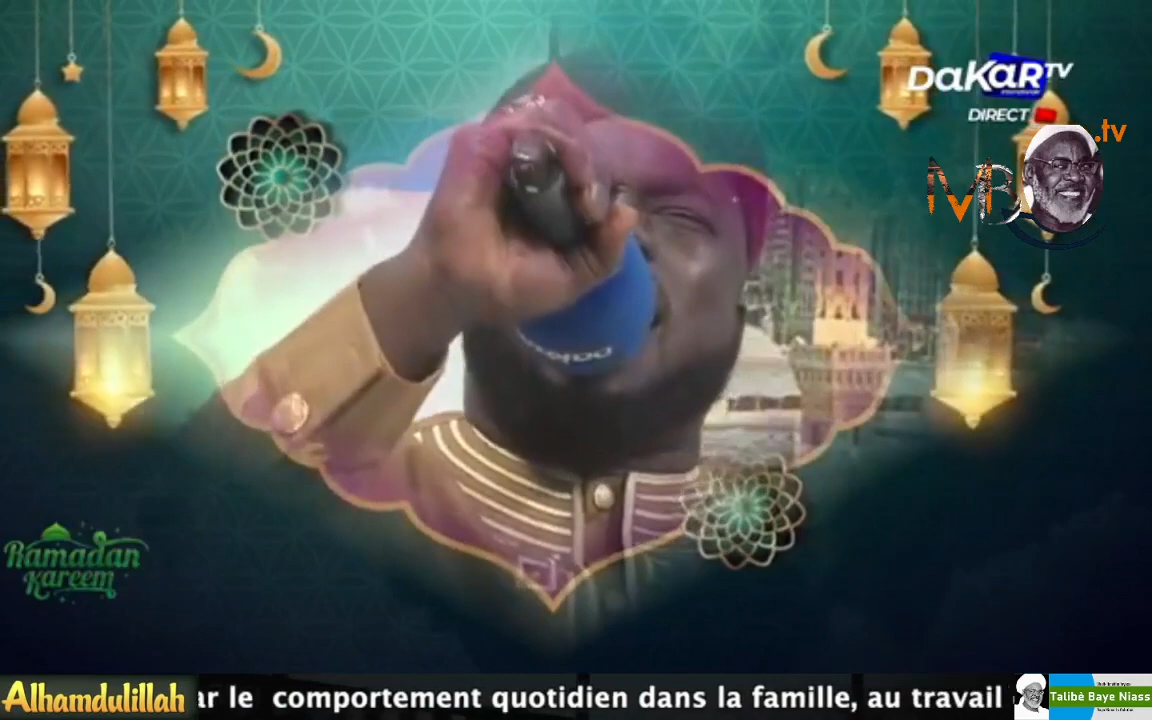 DaKaR TV
DIRECT
.tv
MB
Ramadan
Kareem
Alhamdulillah
ar le comportement quotidien dans la famille, au travail
Talibè Baye Niass